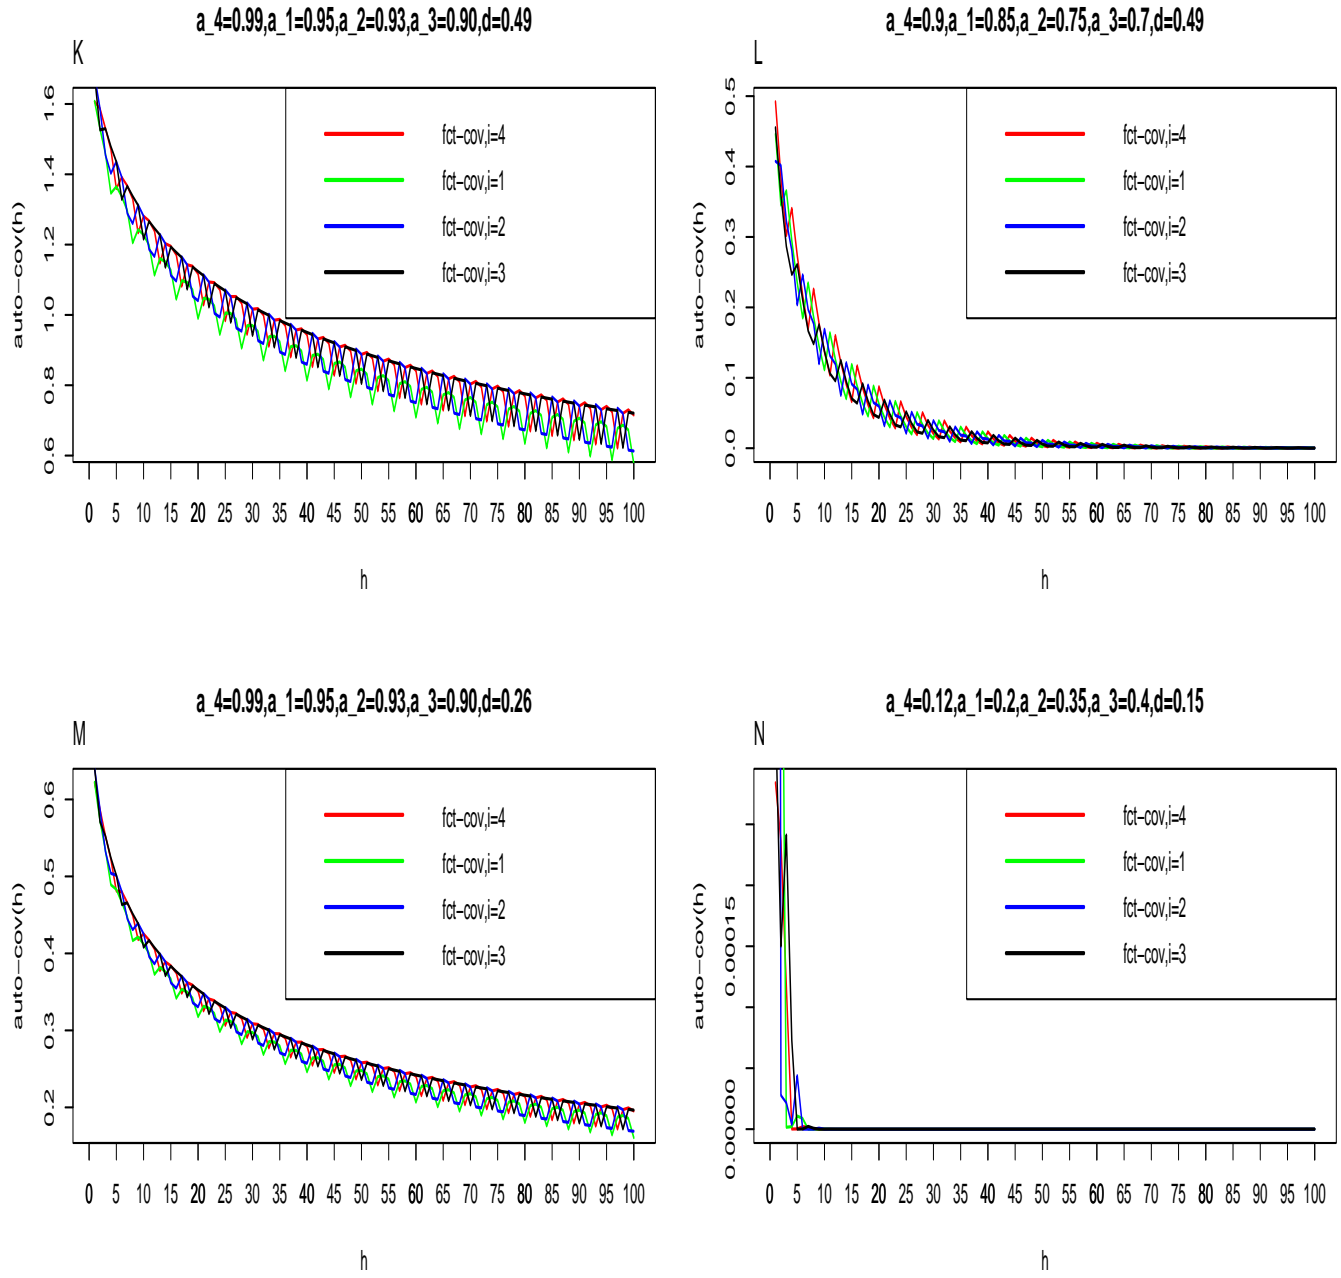 a_4=0.99,a_1=0.95,a_2=0.93,a_3=0.90,d=0.49
K
auto-cov(h)
1.6
1.4
1.2
1.0
0.8
0.6
fct-cov,i=4
fct-cov,i=1
fct-cov,i=2
fct-cov,i=3
0 5 10 15 20 25 30 35 40 45 50 55 60 65 70 75 80 85 90 95 100
h
a_4=0.9,a_1=0.85,a_2=0.75,a_3=0.7,d=0.49
L
auto-cov(h)
0.5
0.4
0.3
0.2
0.1
0.0
fct-cov,i=4
fct-cov,i=1
fct-cov,i=2
fct-cov,i=3
0 5 10 15 20 25 30 35 40 45 50 55 60 65 70 75 80 85 90 95 100
h
a_4=0.99,a_1=0.95,a_2=0.93,a_3=0.90,d=0.26
M
auto-cov(h)
0.6
0.5
0.4
0.3
0.2
fct-cov,i=4
fct-cov,i=1
fct-cov,i=2
fct-cov,i=3
0 5 10 15 20 25 30 35 40 45 50 55 60 65 70 75 80 85 90 95 100
h
a_4=0.12,a_1=0.2,a_2=0.35,a_3=0.4,d=0.15
N
auto-cov(h)
0.00015
0.00000
fct-cov,i=4
fct-cov,i=1
fct-cov,i=2
fct-cov,i=3
0 5 10 15 20 25 30 35 40 45 50 55 60 65 70 75 80 85 90 95 100
h